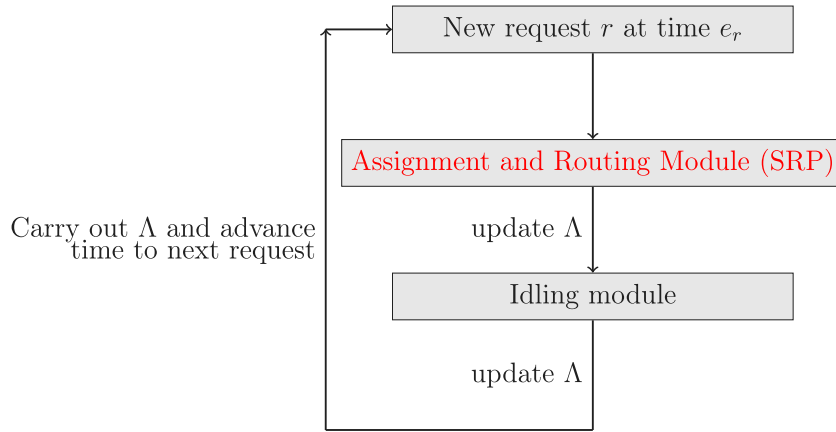 New request r at time e_r
Assignment and Routing Module (SRP)
Carry out Λ and advance
time to next request
update Λ
Idling module
update Λ